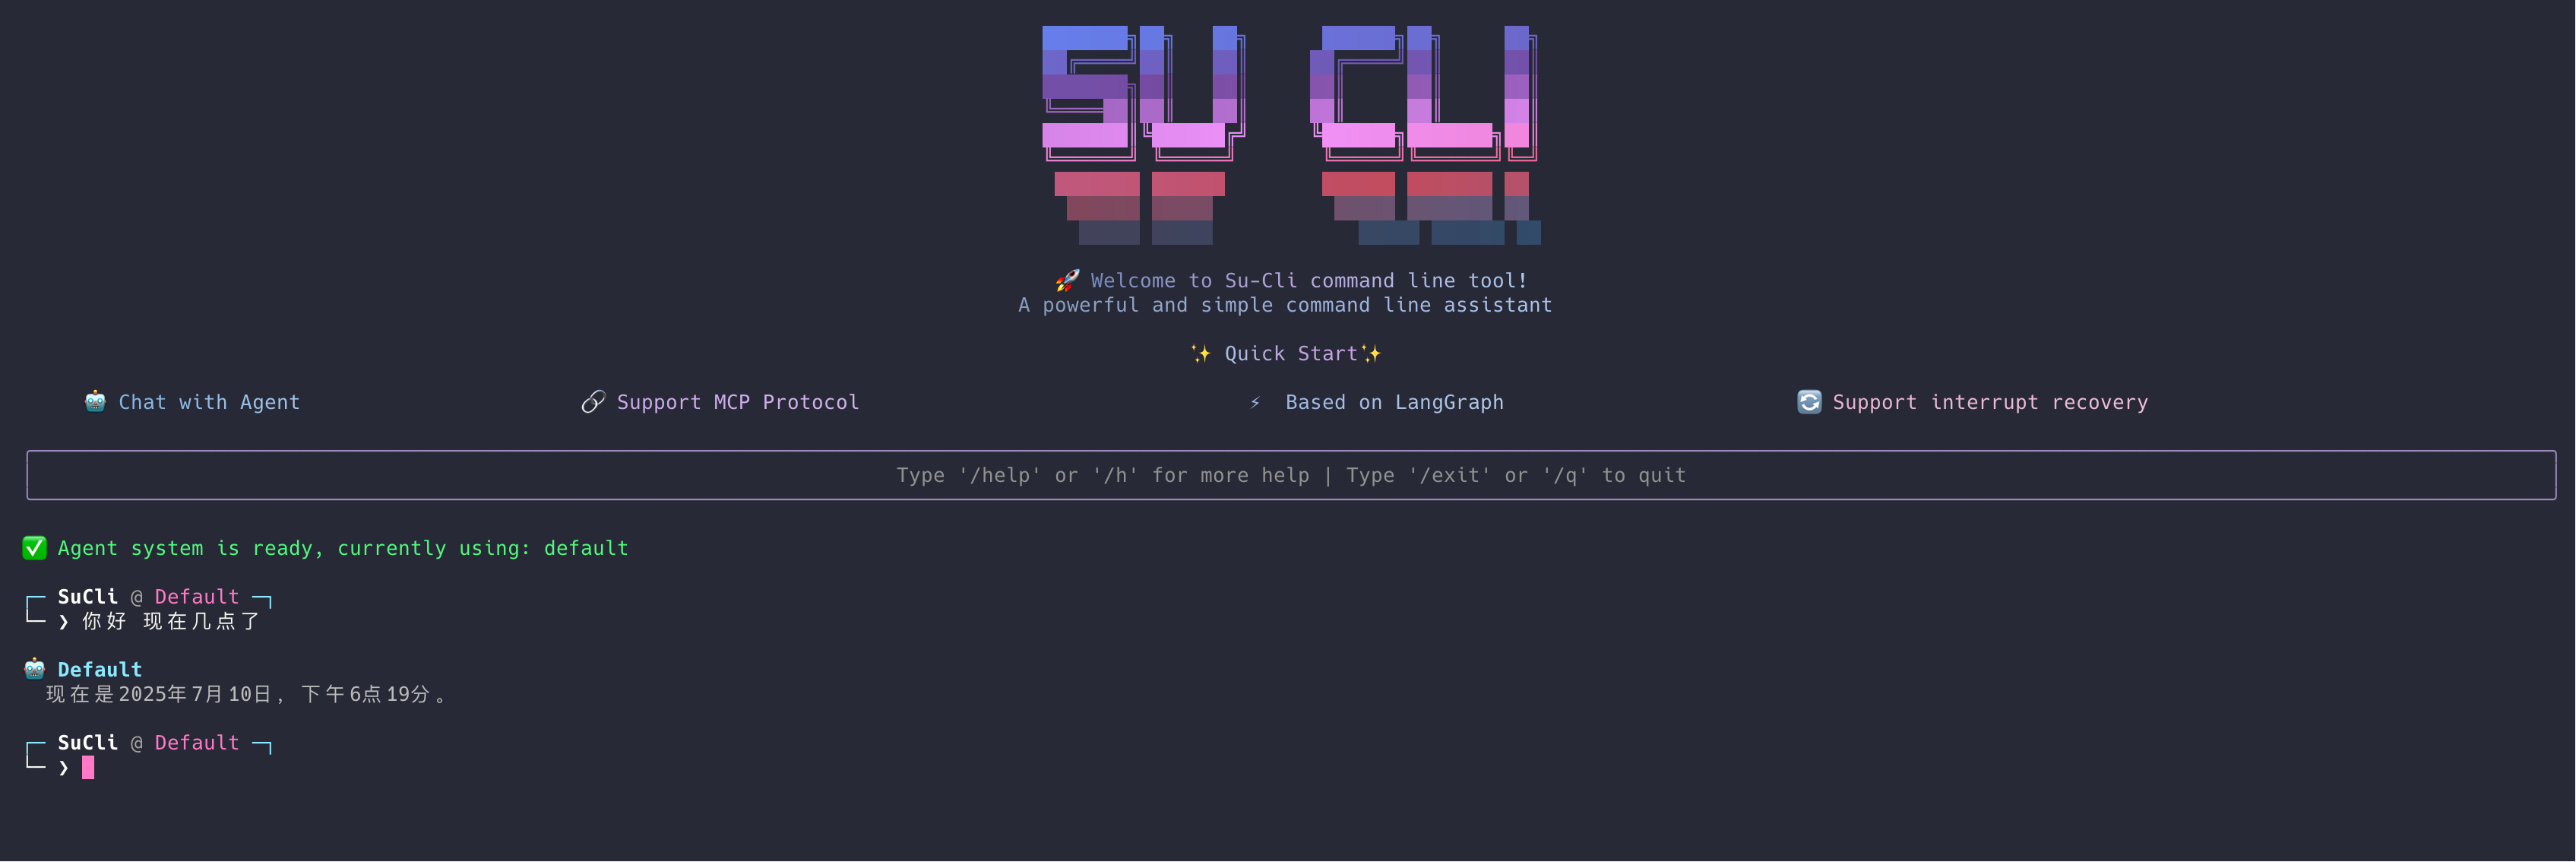 SU CLI
🚀 Welcome to Su-Cli command line tool!
A powerful and simple command line assistant
✨ Quick Start✨
🤖 Chat with Agent 🔗 Support MCP Protocol ⚡ Based on LangGraph 🔄 Support interrupt recovery
Type '/help' or '/h' for more help | Type '/exit' or '/q' to quit
✅ Agent system is ready, currently using: default
SuCli @ Default
❯ 你好 现在几点了
🤖 Default
现在是2025年7月10日，下午6点19分。
SuCli @ Default
❯